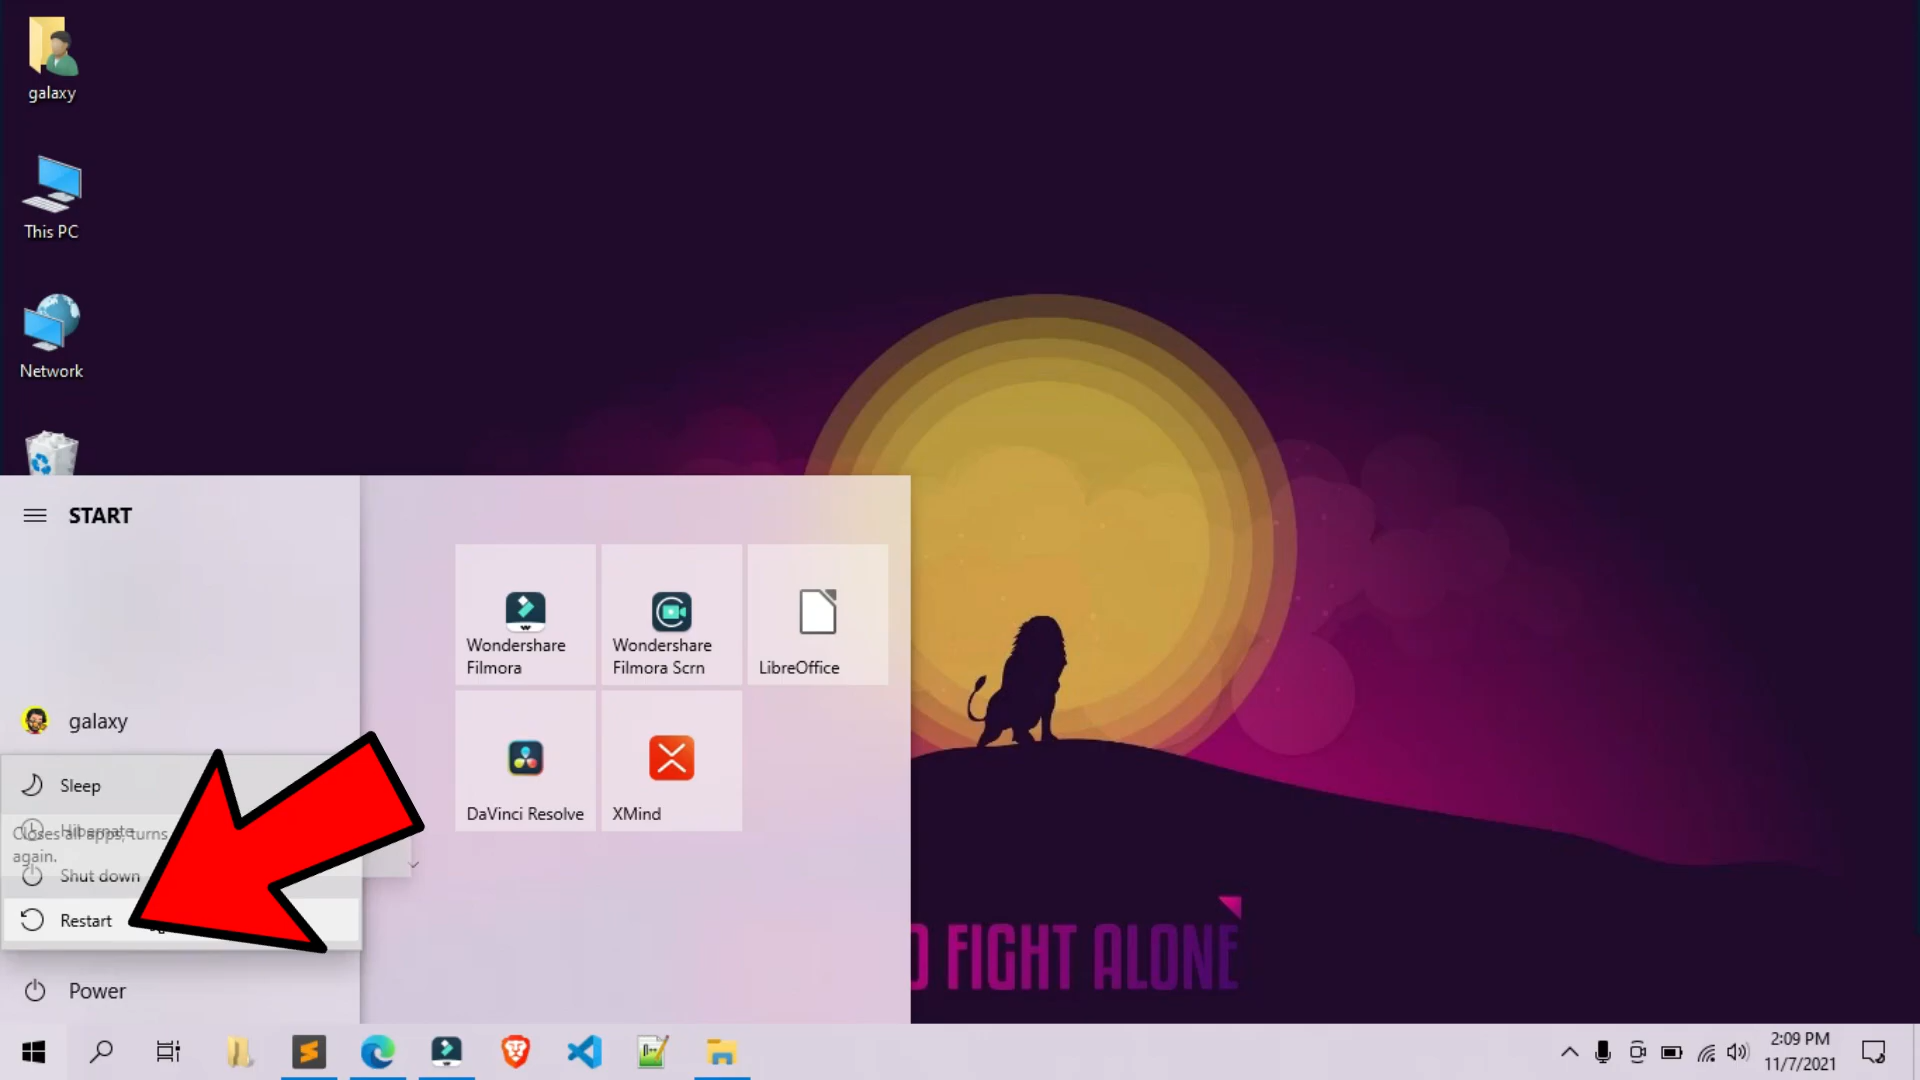 galaxy
This PC
Network
START
Wondershare
Filmora
Wondershare
Filmora Scrn
LibreOffice
galaxy
DaVinci Resolve
XMind
Sleep
Hibernate
Closes all apps, turns
again.
Shut down
Restart
FIGHT ALONE
Power
2:09 PM
11/7/2021